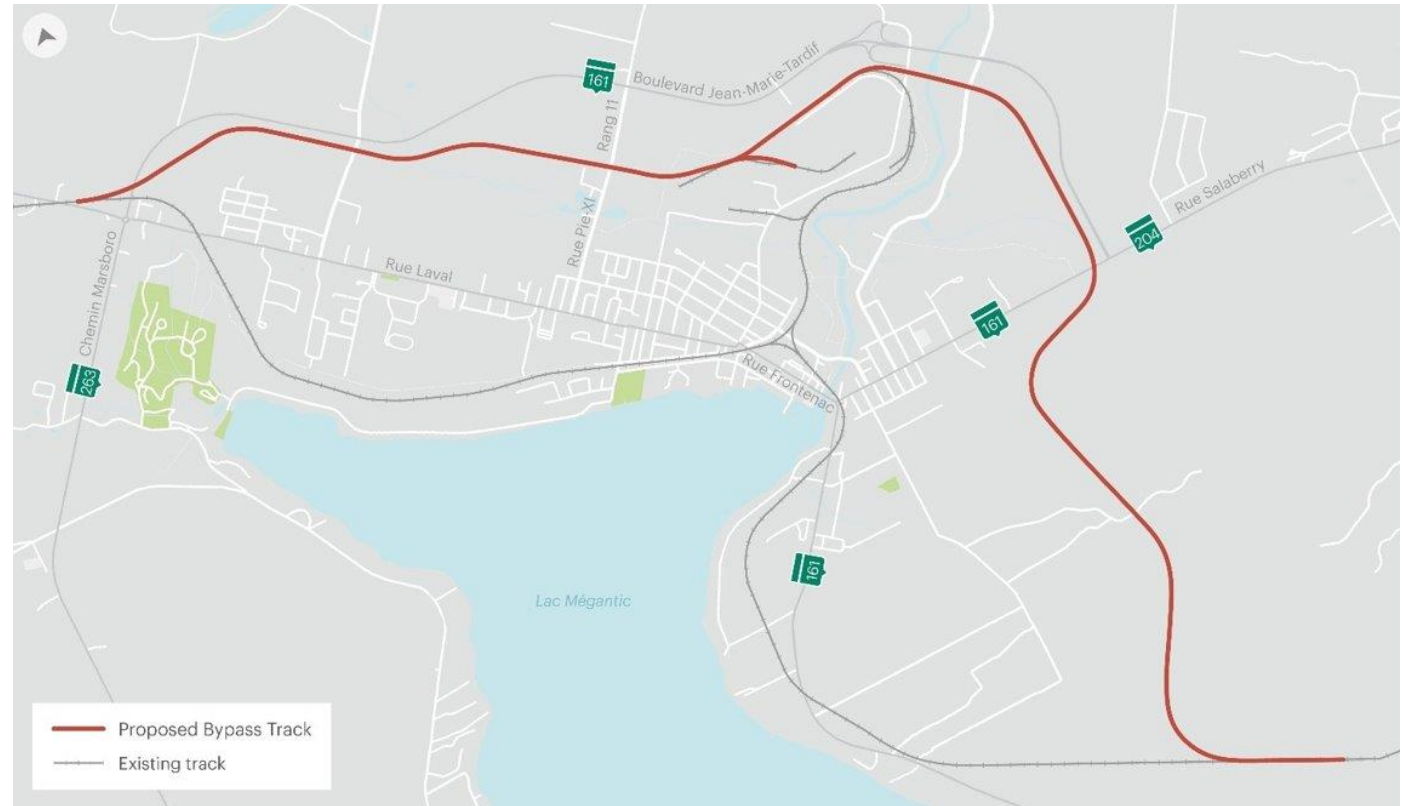 161
Boulevard Jean-Marie-Tardif
Rang 11
Rue Salaberry
204
Rue Pie-XI
Chemin Marsboro
Rue Laval
161
263
Rue Frontenac
161
Lac Mégantic
Proposed Bypass Track
Existing track